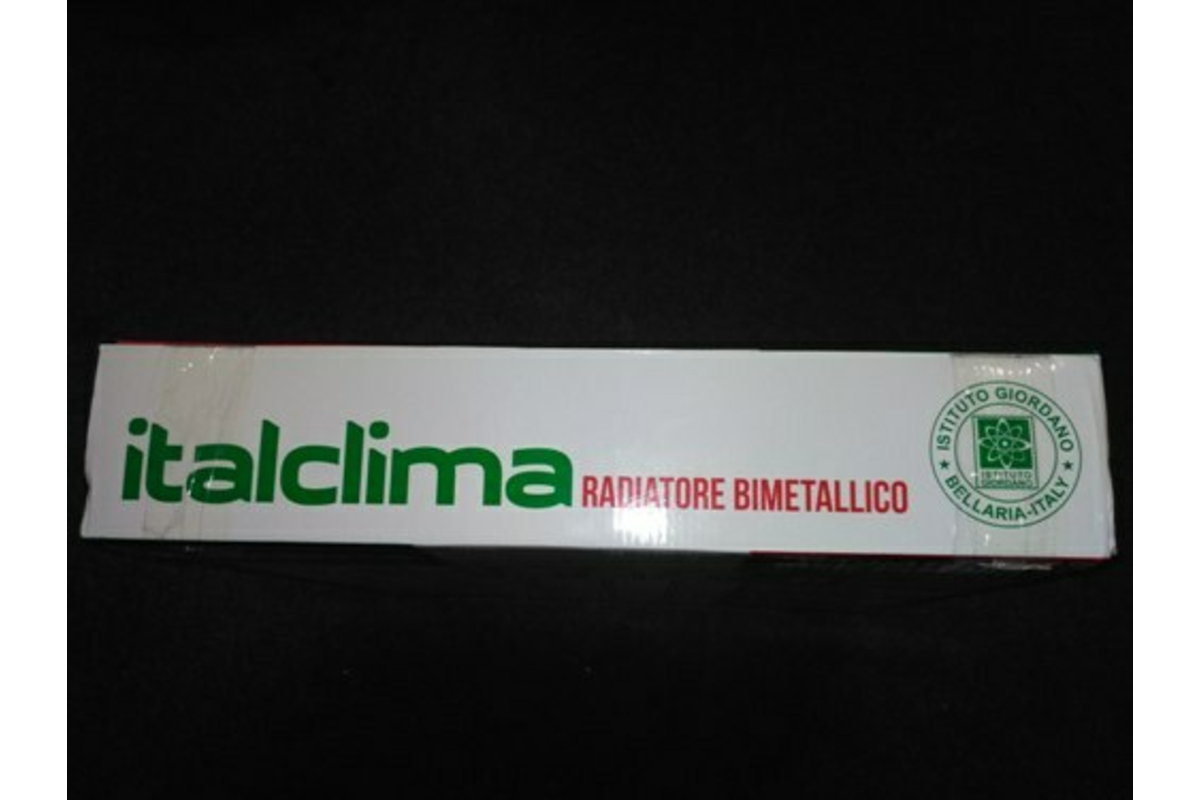 italclima RADIATORE BIMETALLICO
ISTITUTO GIORDANO
BELLARIA-ITALY
ISTITUTO
GIORDANO